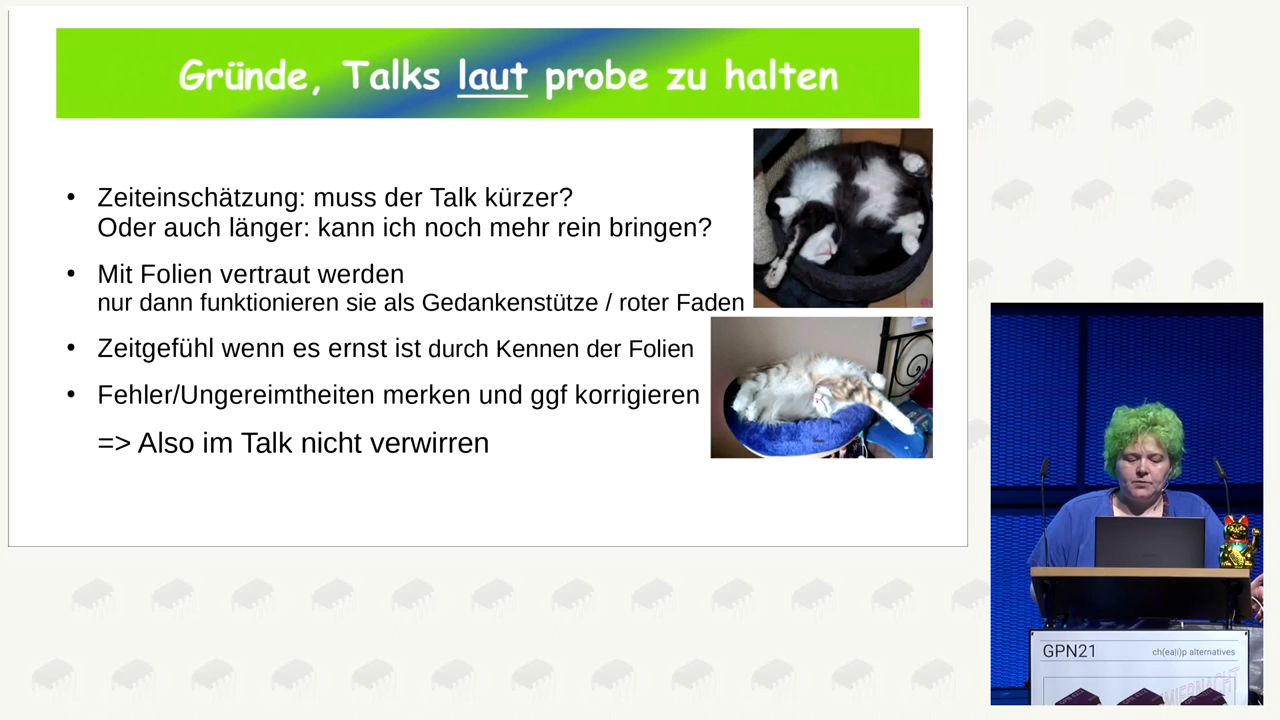 Gründe, Talks laut probe zu halten
• Zeiteinschätzung: muss der Talk kürzer?
Oder auch länger: kann ich noch mehr rein bringen?
• Mit Folien vertraut werden
nur dann funktionieren sie als Gedankenstütze / roter Faden
• Zeitgefühl wenn es ernst ist durch Kennen der Folien
• Fehler/Ungereimtheiten merken und ggf korrigieren
=> Also im Talk nicht verwirren
GPN21
ch(ea|i)p alternatives